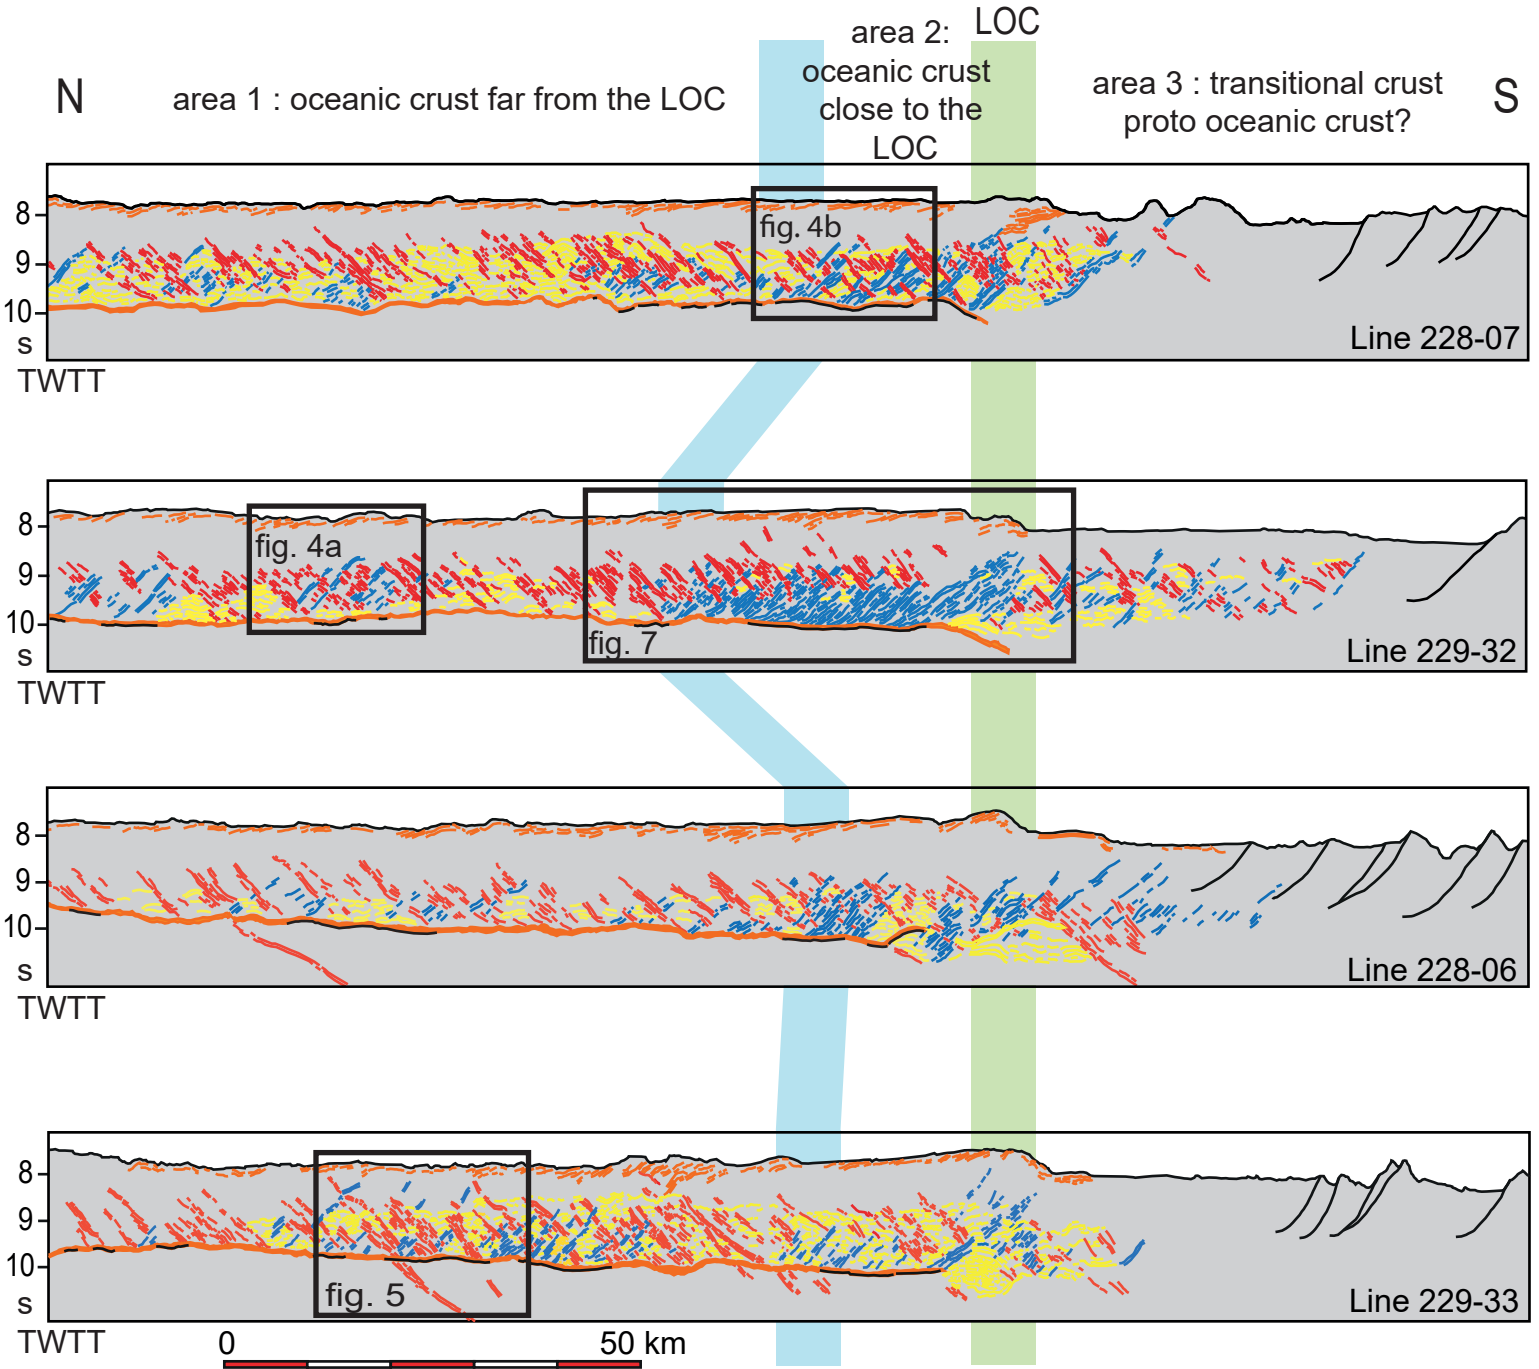 N
area 1 : oceanic crust far from the LOC
area 2:
oceanic crust
close to the
LOC
LOC
area 3 : transitional crust
proto oceanic crust?
S
8
9
10
s
TWTT
fig. 4b
Line 228-07
8
9
10
s
TWTT
fig. 4a
fig. 7
Line 229-32
8
9
10
s
TWTT
Line 228-06
8
9
10
s
TWTT
fig. 5
Line 229-33
0
50 km